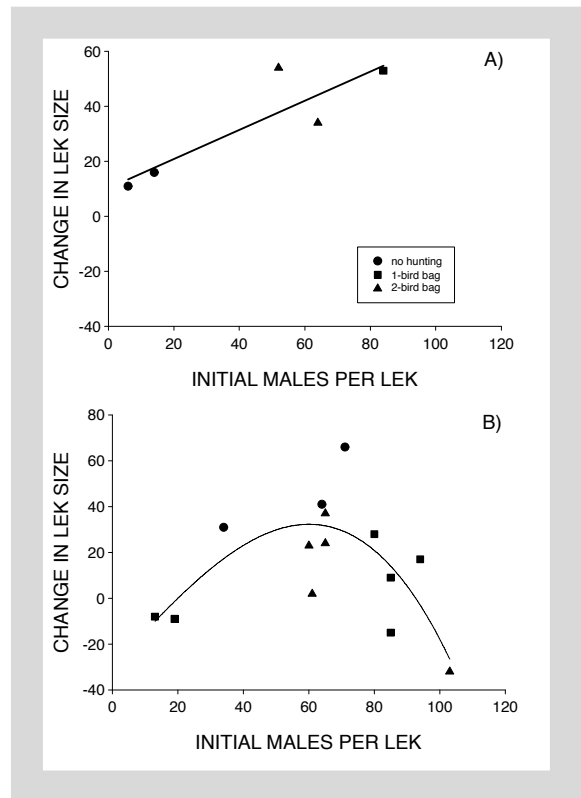 A)
60
40
20
0
-20
-40
0 20 40 60 80 100 120
CHANGE IN LEK SIZE
no hunting
1-bird bag
2-bird bag
INITIAL MALES PER LEK
B)
80
60
40
20
0
-20
-40
0 20 40 60 80 100 120
CHANGE IN LEK SIZE
INITIAL MALES PER LEK